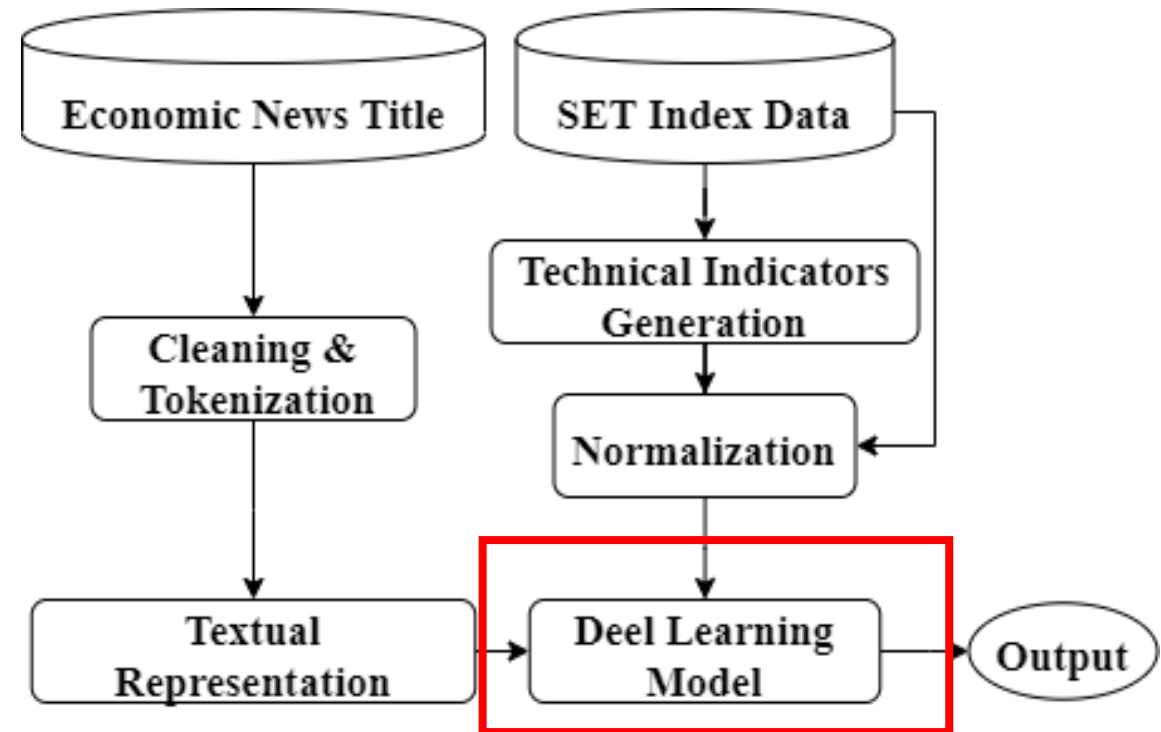 Economic News Title
SET Index Data
Technical Indicators
Generation
Cleaning &
Tokenization
Normalization
Textual
Representation
Deel Learning
Model
Output